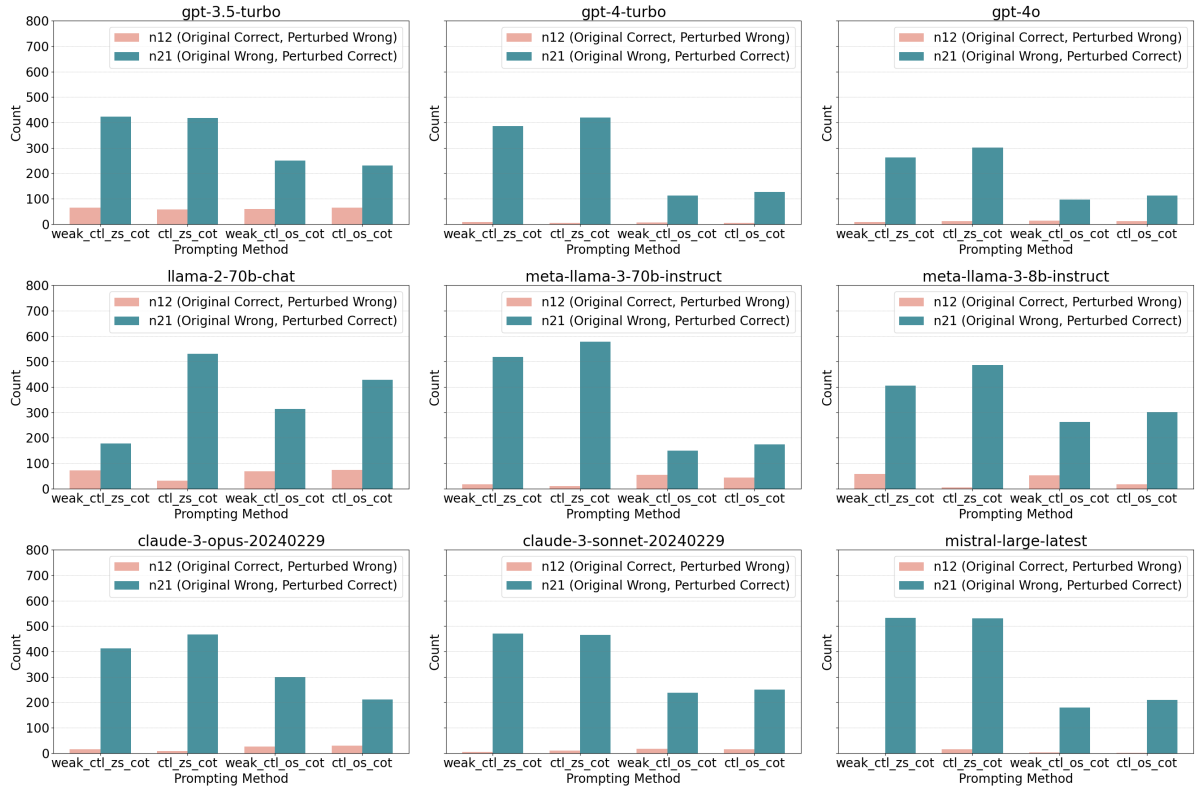 gpt-3.5-turbo
gpt-4-turbo
gpt-4o
800
700
600
500
400
300
200
100
0
Count
n12 (Original Correct, Perturbed Wrong)
n21 (Original Wrong, Perturbed Correct)
weak_ctl_zs_cot
ctl_zs_cot
weak_ctl_os_cot
ctl_os_cot
Prompting Method
Count
n12 (Original Correct, Perturbed Wrong)
n21 (Original Wrong, Perturbed Correct)
weak_ctl_zs_cot
ctl_zs_cot
weak_ctl_os_cot
ctl_os_cot
Prompting Method
Count
n12 (Original Correct, Perturbed Wrong)
n21 (Original Wrong, Perturbed Correct)
weak_ctl_zs_cot
ctl_zs_cot
weak_ctl_os_cot
ctl_os_cot
Prompting Method
llama-2-70b-chat
meta-llama-3-70b-instruct
meta-llama-3-8b-instruct
800
700
600
500
400
300
200
100
0
Count
n12 (Original Correct, Perturbed Wrong)
n21 (Original Wrong, Perturbed Correct)
weak_ctl_zs_cot
ctl_zs_cot
weak_ctl_os_cot
ctl_os_cot
Prompting Method
Count
n12 (Original Correct, Perturbed Wrong)
n21 (Original Wrong, Perturbed Correct)
weak_ctl_zs_cot
ctl_zs_cot
weak_ctl_os_cot
ctl_os_cot
Prompting Method
Count
n12 (Original Correct, Perturbed Wrong)
n21 (Original Wrong, Perturbed Correct)
weak_ctl_zs_cot
ctl_zs_cot
weak_ctl_os_cot
ctl_os_cot
Prompting Method
claude-3-opus-20240229
claude-3-sonnet-20240229
mistral-large-latest
800
700
600
500
400
300
200
100
0
Count
n12 (Original Correct, Perturbed Wrong)
n21 (Original Wrong, Perturbed Correct)
weak_ctl_zs_cot
ctl_zs_cot
weak_ctl_os_cot
ctl_os_cot
Prompting Method
Count
n12 (Original Correct, Perturbed Wrong)
n21 (Original Wrong, Perturbed Correct)
weak_ctl_zs_cot
ctl_zs_cot
weak_ctl_os_cot
ctl_os_cot
Prompting Method
Count
n12 (Original Correct, Perturbed Wrong)
n21 (Original Wrong, Perturbed Correct)
weak_ctl_zs_cot
ctl_zs_cot
weak_ctl_os_cot
ctl_os_cot
Prompting Method